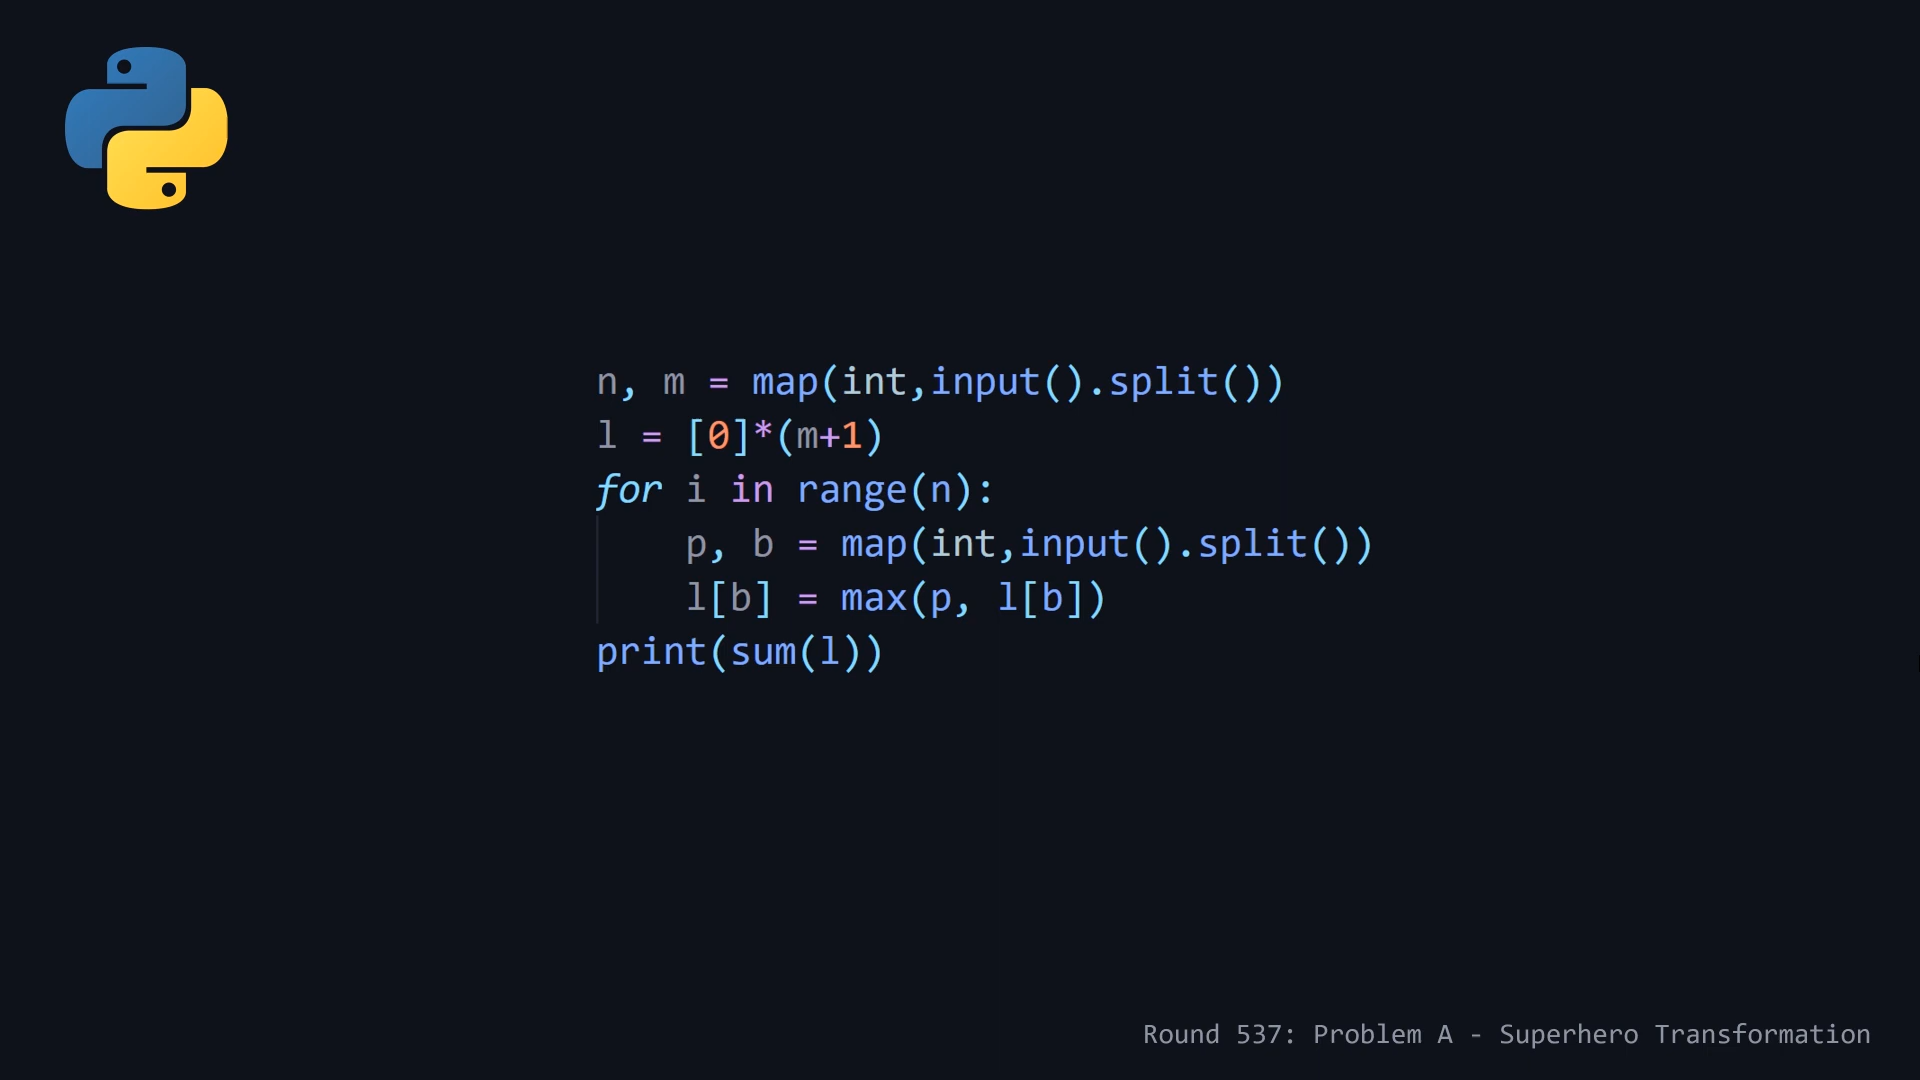 n, m = map(int,input().split())
l = [0]*(m+1)
for i in range(n):
    p, b = map(int,input().split())
    l[b] = max(p, l[b])
print(sum(l))
Round 537: Problem A - Superhero Transformation